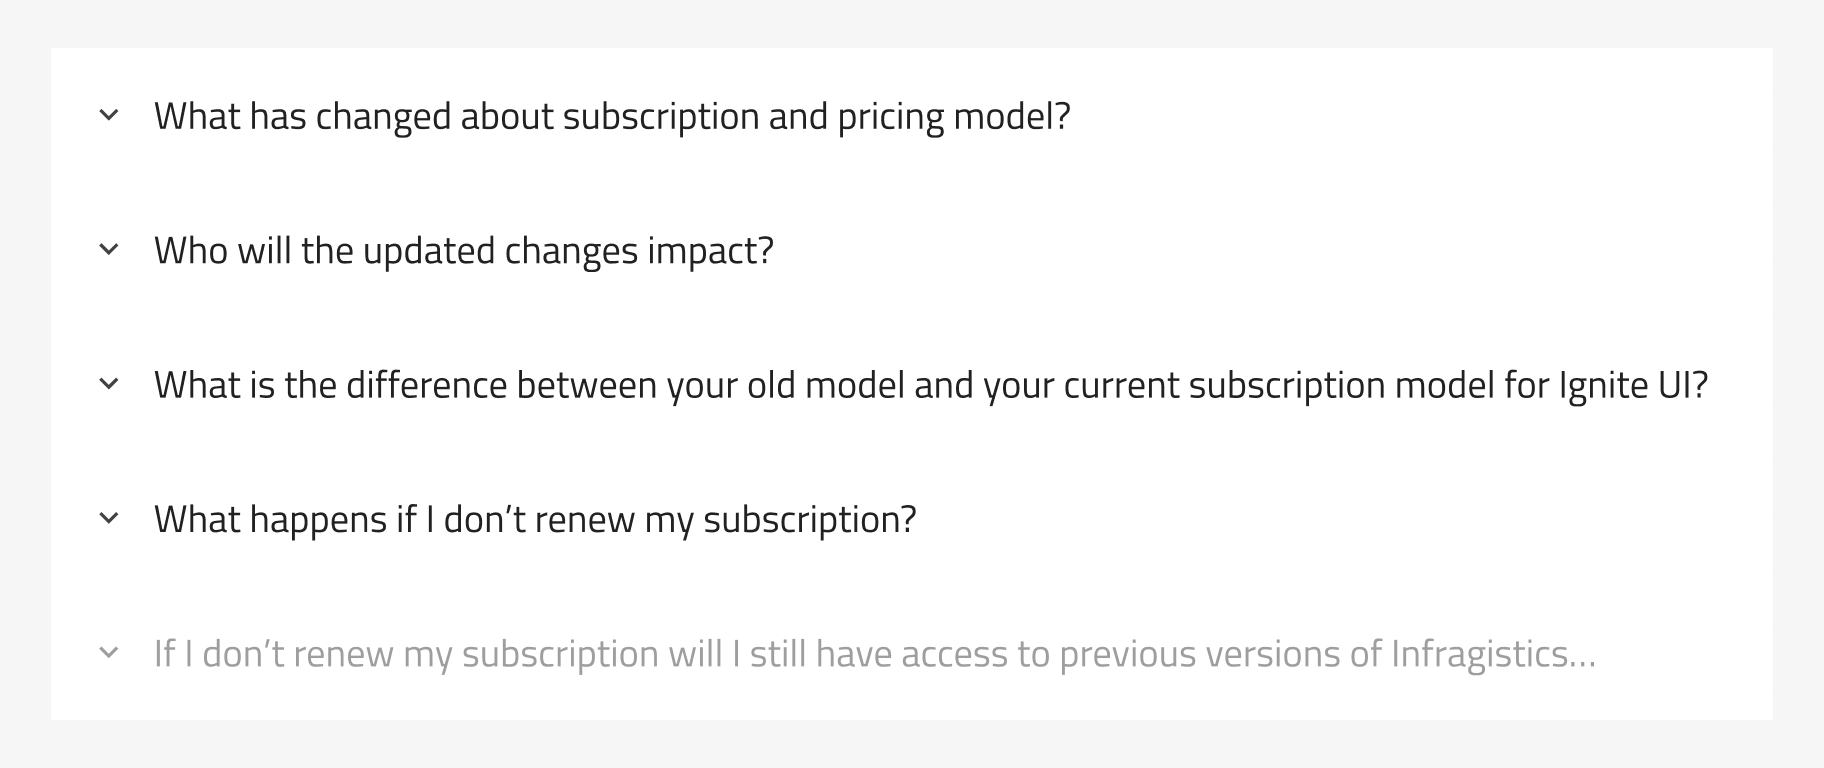 What has changed about subscription and pricing model?
Who will the updated changes impact?
What is the difference between your old model and your current subscription model for Ignite UI?
What happens if I don’t renew my subscription?
If I don’t renew my subscription will I still have access to previous versions of Infragistics...